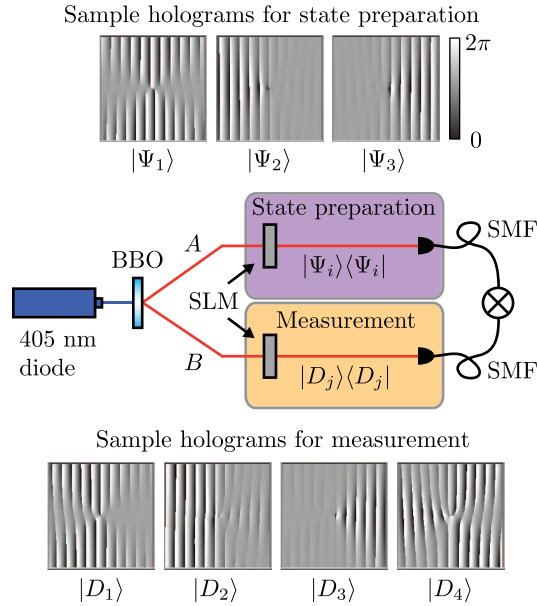 Sample holograms for state preparation
2π
0
|Ψ₁⟩ |Ψ₂⟩ |Ψ₃⟩
State preparation
A
SMF
BBO
|Ψᵢ⟩⟨Ψᵢ|
SLM
Measurement
405 nm
diode
B
|Dⱼ⟩⟨Dⱼ|
SMF
Sample holograms for measurement
|D₁⟩ |D₂⟩ |D₃⟩ |D₄⟩